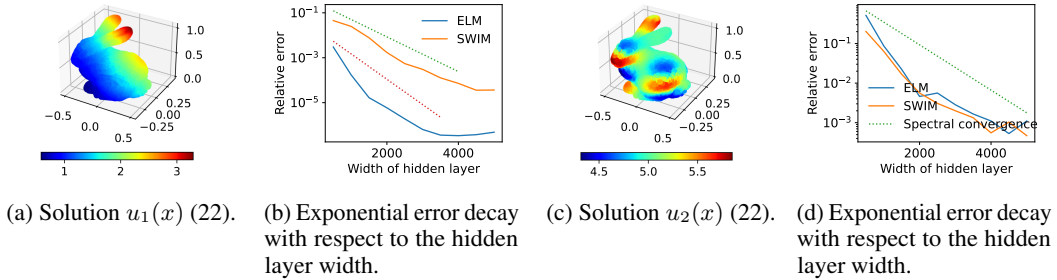 1.0
0.5
0.0
−0.5
0.0
0.5
−0.25
0.00
0.25
1
2
3
10⁻¹
10⁻³
10⁻⁵
Relative error
ELM
SWIM
2000
4000
Width of hidden layer
1.0
0.5
0.0
−0.5
0.0
0.5
−0.25
0.00
0.25
4.5
5.0
5.5
10⁻¹
10⁻²
10⁻³
Relative error
ELM
SWIM
Spectral convergence
2000
4000
Width of hidden layer
(a) Solution u₁(x) (22).
(b) Exponential error decay
with respect to the hidden
layer width.
(c) Solution u₂(x) (22).
(d) Exponential error decay
with respect to the hidden
layer width.